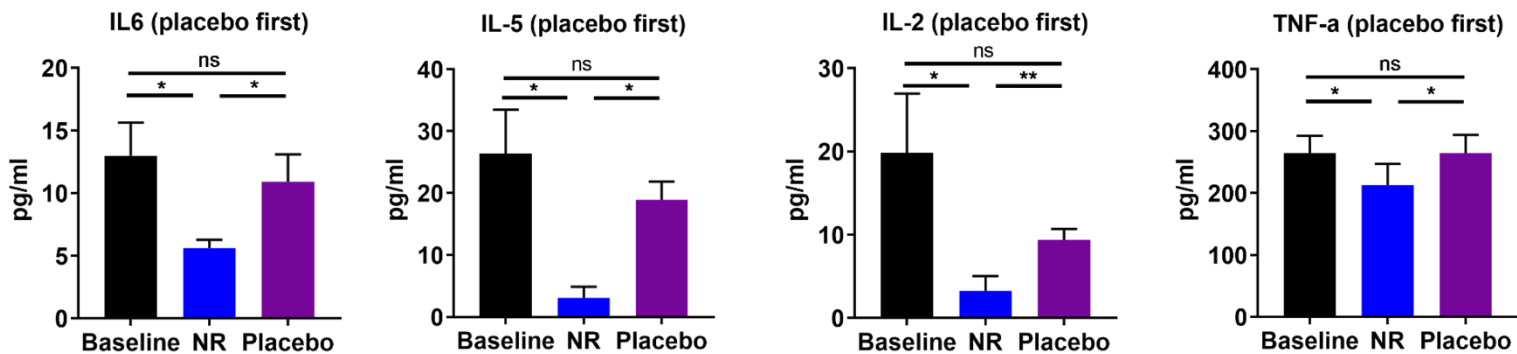 IL6 (placebo first)
ns
* *
20
15
10
5
0
pg/ml
Baseline NR Placebo
IL-5 (placebo first)
ns
* *
40
30
20
10
0
pg/ml
Baseline NR Placebo
IL-2 (placebo first)
ns
* **
30
20
10
0
pg/ml
Baseline NR Placebo
TNF-a (placebo first)
ns
* *
400
300
200
100
0
pg/ml
Baseline NR Placebo